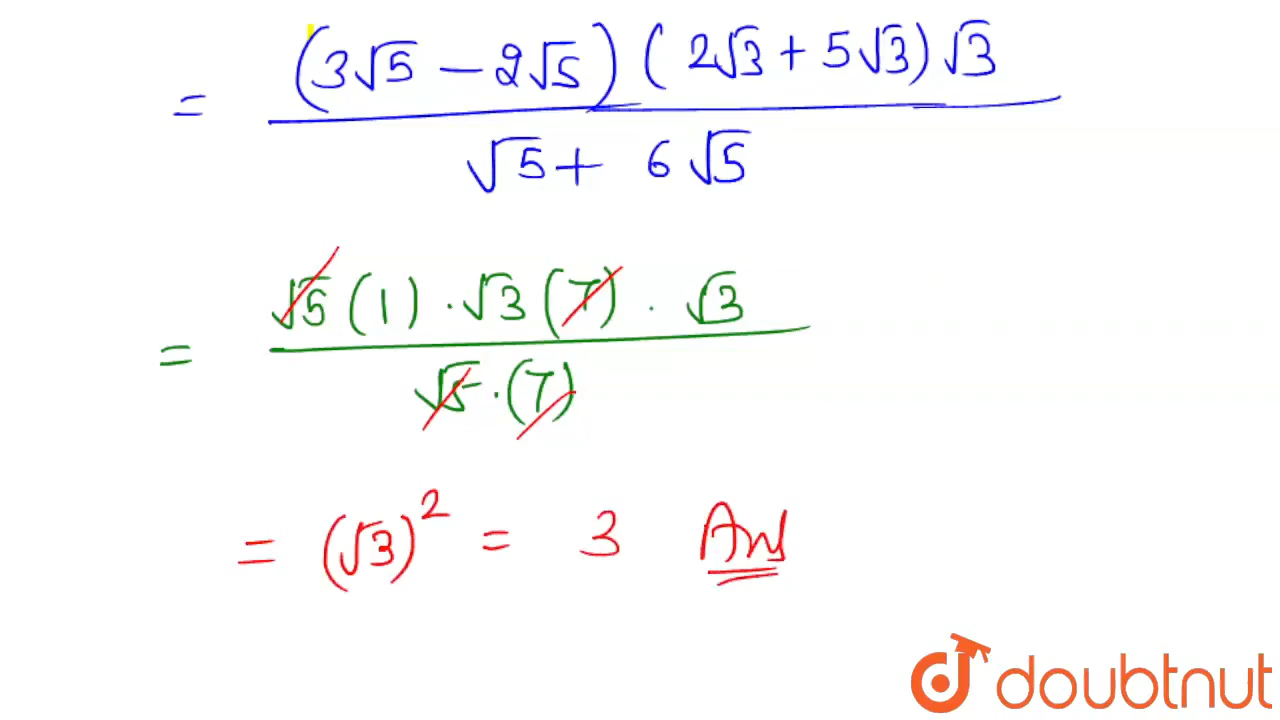 = (3√5 − 2√5) (2√3 + 5√3) √3
√5 + 6√5
= √5 (1) · √3 (7) · √3
√5 · (7)
= (√3)² = 3 Ans
doubtnut